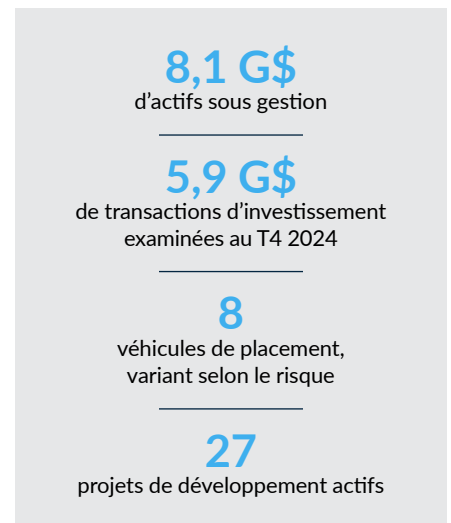 8,1 G$
d’actifs sous gestion
5,9 G$
de transactions d’investissement
examinées au T4 2024
8
véhicules de placement,
variant selon le risque
27
projets de développement actifs